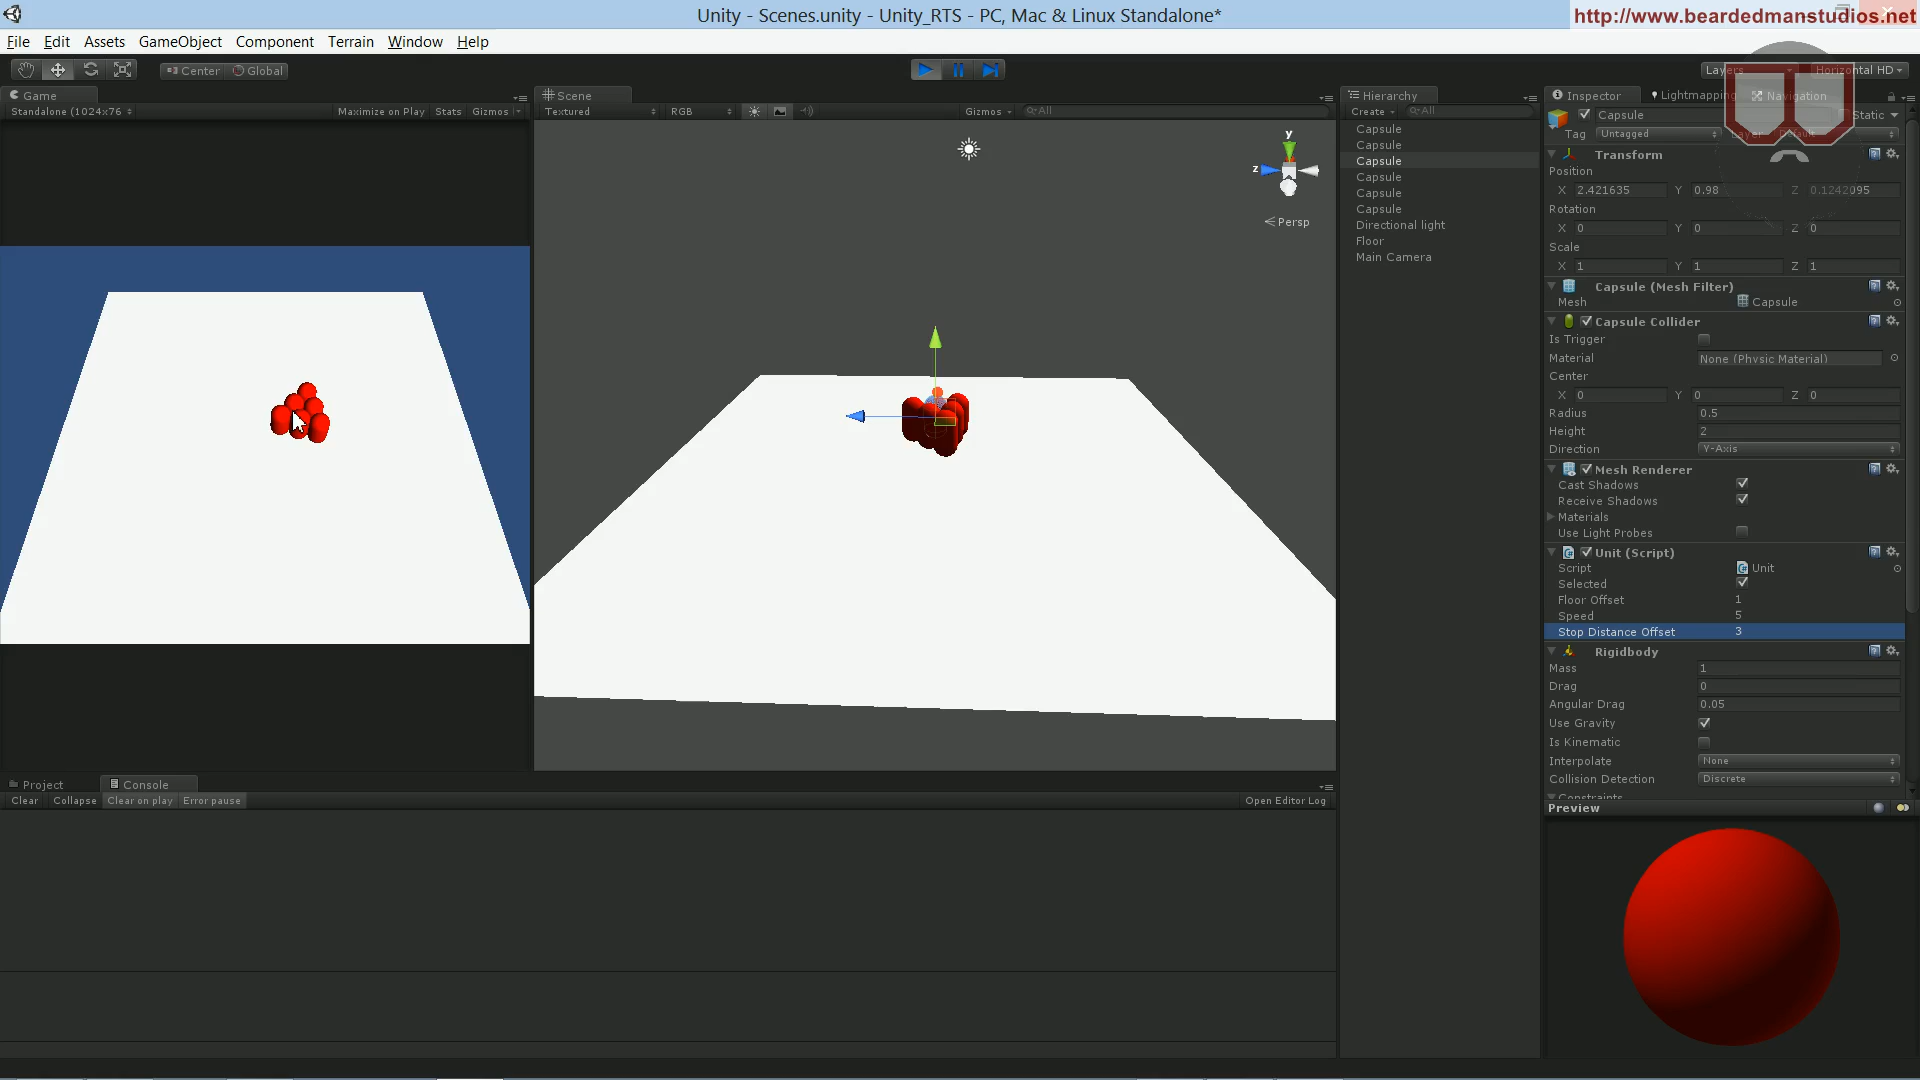 Unity - Scenes.unity - Unity_RTS - PC, Mac & Linux Standalone*
http://www.beardedmanstudios.net
File Edit Assets GameObject Component Terrain Window Help
Center Global
Layers Horizontal HD
Game
Standalone (1024x76
Maximize on Play Stats Gizmos
Scene
Textured RGB Gizmos All
Hierarchy
Create All
Capsule
Capsule
Capsule
Capsule
Capsule
Capsule
Directional light
Floor
Main Camera
y
z
Persp
Inspector Lightmapping Navigation
Capsule Static
Tag Untagged Layer Default
Transform
Position
X 2.421635 Y 0.98 Z 0.1242095
Rotation
X 0 Y 0 Z 0
Scale
X 1 Y 1 Z 1
Capsule (Mesh Filter)
Mesh Capsule
Capsule Collider
Is Trigger
Material None (Physic Material)
Center
X 0 Y 0 Z 0
Radius 0.5
Height 2
Direction Y-Axis
Mesh Renderer
Cast Shadows
Receive Shadows
Materials
Use Light Probes
Unit (Script)
Script Unit
Selected
Floor Offset 1
Speed 5
Stop Distance Offset 3
Rigidbody
Mass 1
Drag 0
Angular Drag 0.05
Use Gravity
Is Kinematic
Interpolate None
Collision Detection Discrete
Constraints
Preview
Project Console
Clear Collapse Clear on play Error pause
Open Editor Log